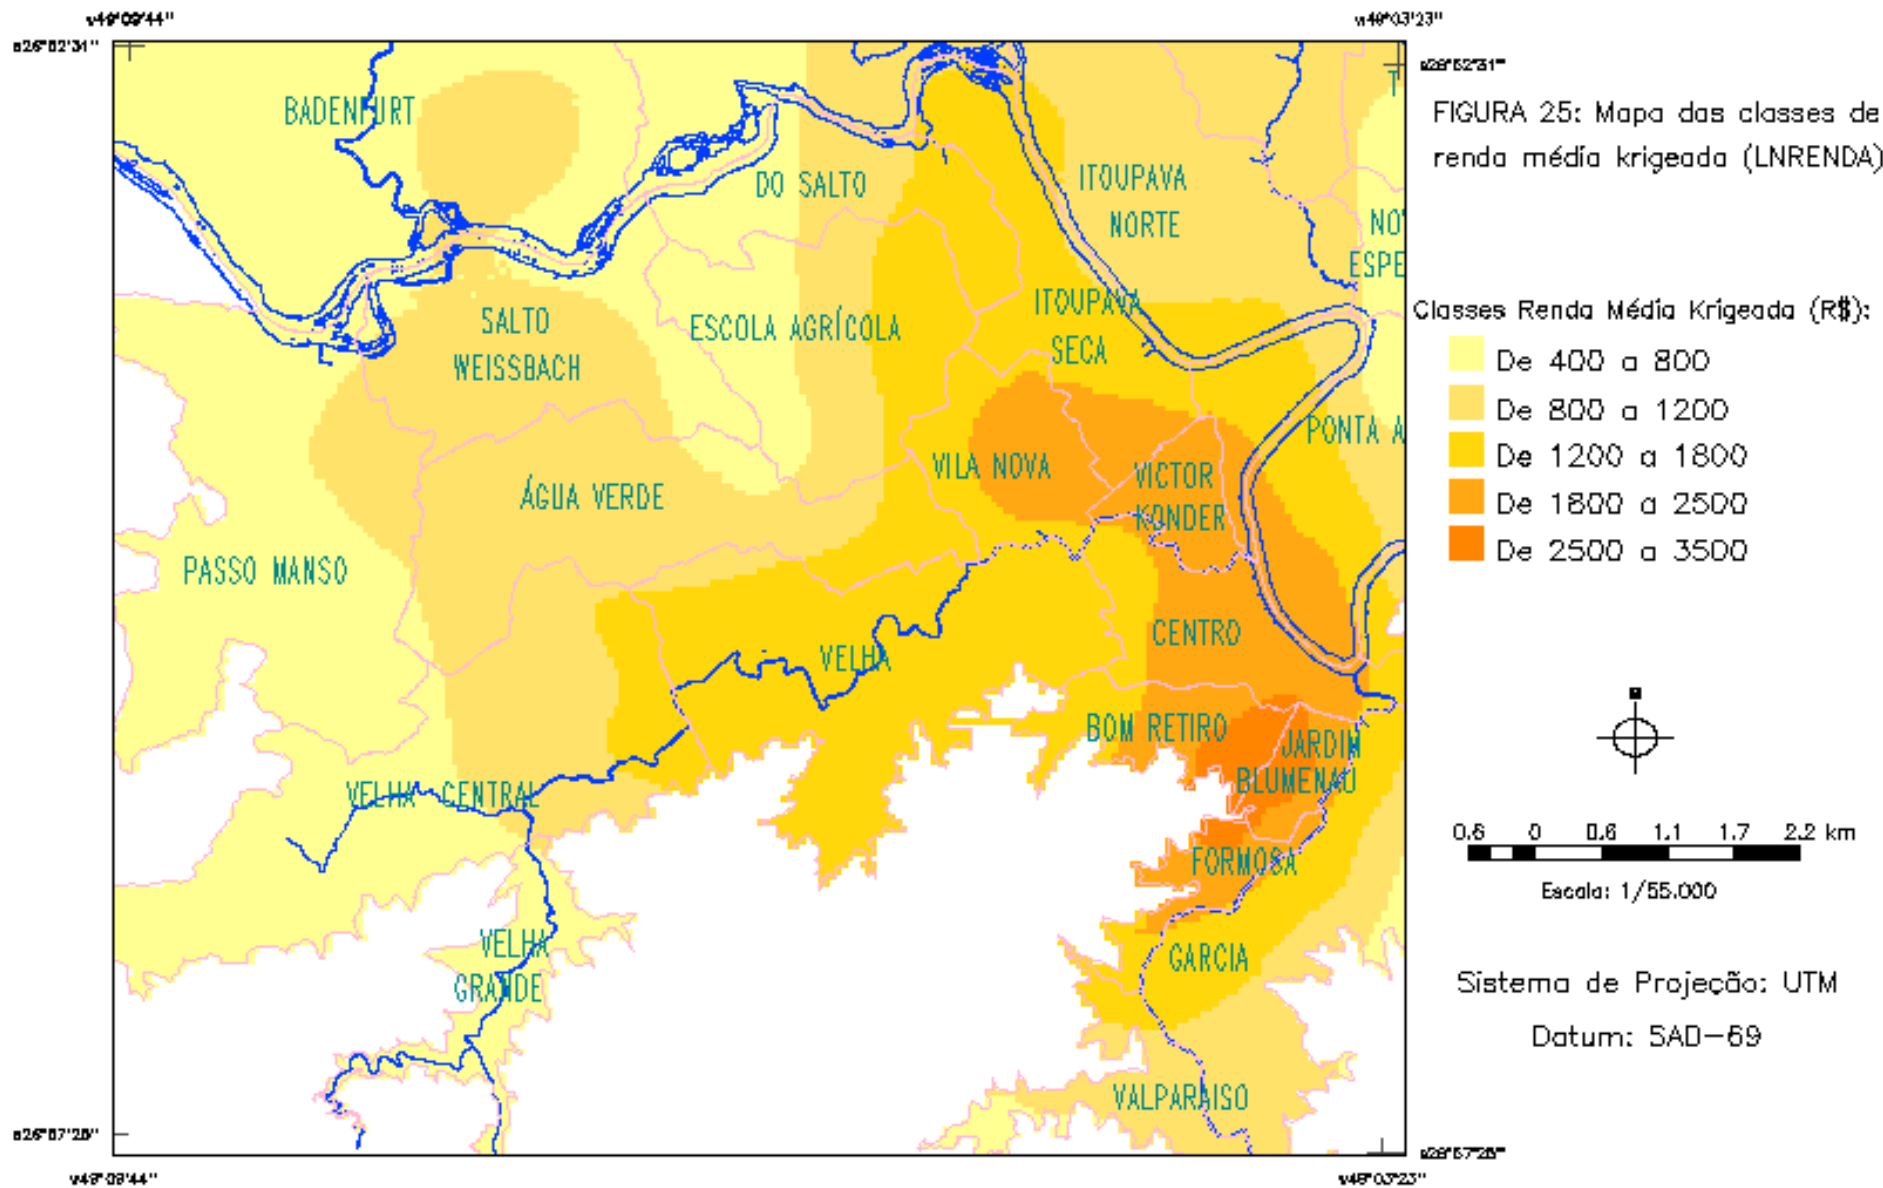 FIGURA 25: Mapa das classes de
renda média krigeada (LNRENDA)
Classes Renda Média Krigeada (R$):
De 400 a 800
De 800 a 1200
De 1200 a 1800
De 1800 a 2500
De 2500 a 3500
0.6 0 0.6 1.1 1.7 2.2 km
Escala: 1/55.000
Sistema de Projeção: UTM
Datum: SAD-69
BADENFURT
DO SALTO
ITOUPAVA
NORTE
ESPE
SALTO
WEISSBACH
ESCOLA AGRÍCOLA
ITOUPAVA
SECA
PONTA A
ÁGUA VERDE
VILA NOVA
VICTOR
KONDER
PASSO MANSO
CENTRO
VELHA
BOM RETIRO
JARDIM
BLUMENAU
VELHA CENTRAL
FORMOSA
VELHA
GRANDE
GARCIA
VALPARAISO